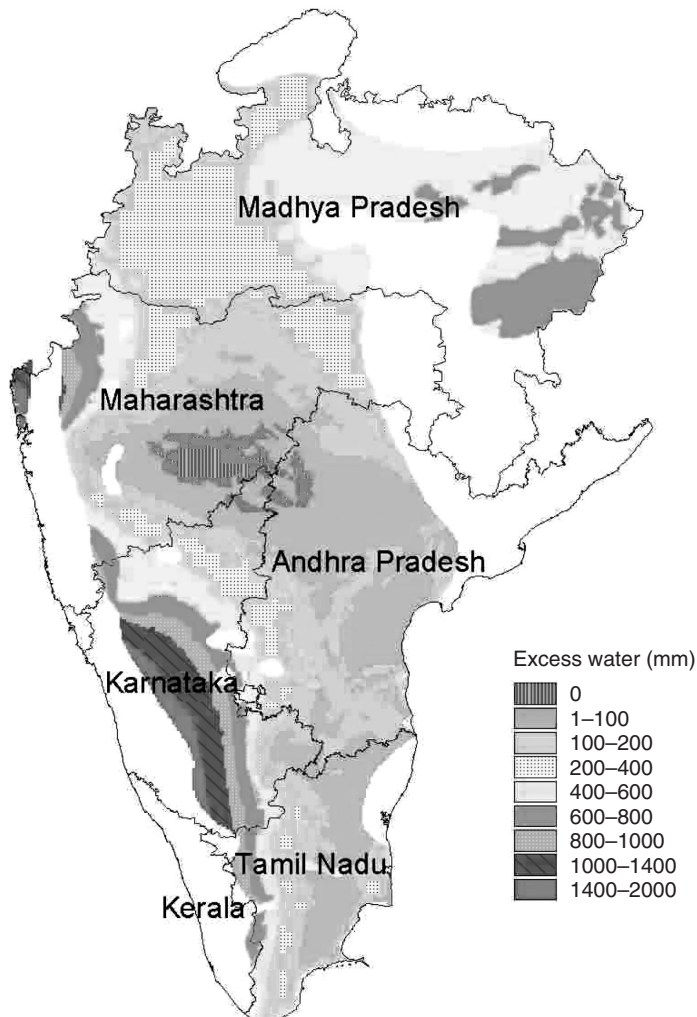 Madhya Pradesh
Maharashtra
Andhra Pradesh
Karnataka
Tamil Nadu
Kerala
Excess water (mm)
0
1–100
100–200
200–400
400–600
600–800
800–1000
1000–1400
1400–2000